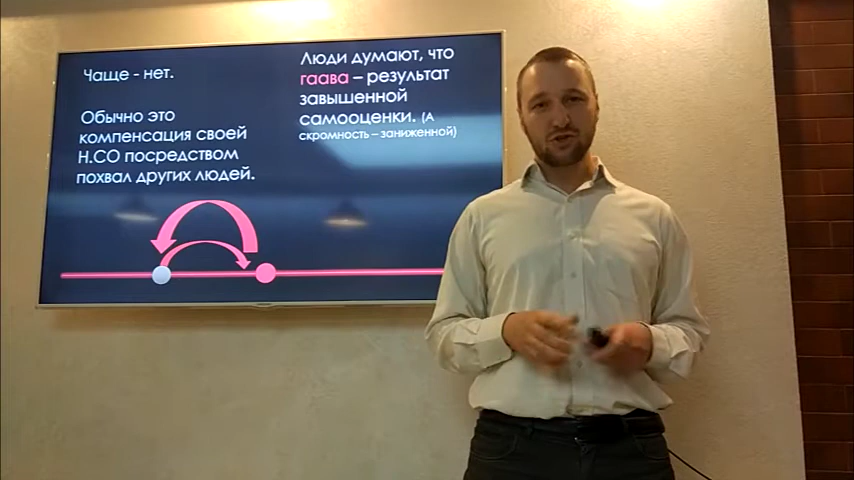 Чаще - нет.
Обычно это
компенсация своей
Н.СО посредством
похвал других людей.
Люди думают, что
гаава – результат
завышенной
самооценки. (А
скромность - заниженной)